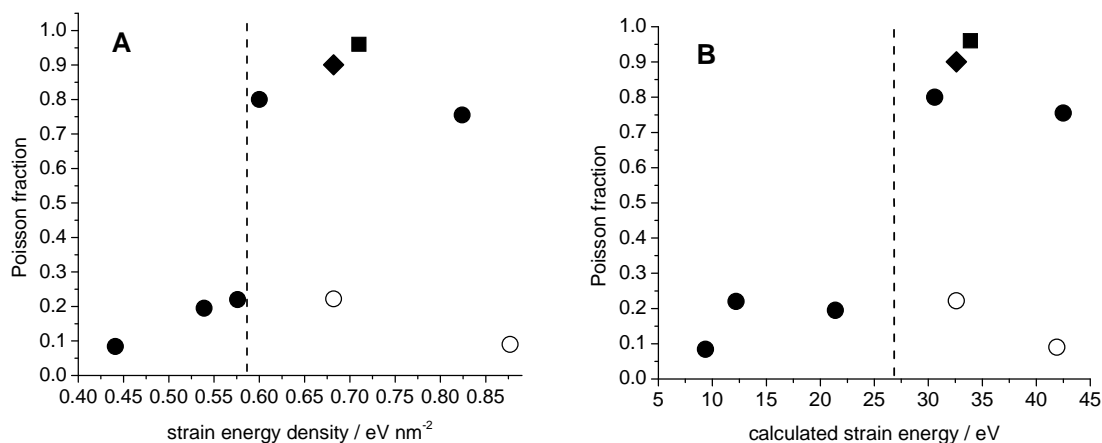 A
Poisson fraction
1.0
0.9
0.8
0.7
0.6
0.5
0.4
0.3
0.2
0.1
0.0
0.40 0.45 0.50 0.55 0.60 0.65 0.70 0.75 0.80 0.85
strain energy density / eV nm⁻²
B
Poisson fraction
1.0
0.9
0.8
0.7
0.6
0.5
0.4
0.3
0.2
0.1
0.0
5 10 15 20 25 30 35 40 45
calculated strain energy / eV